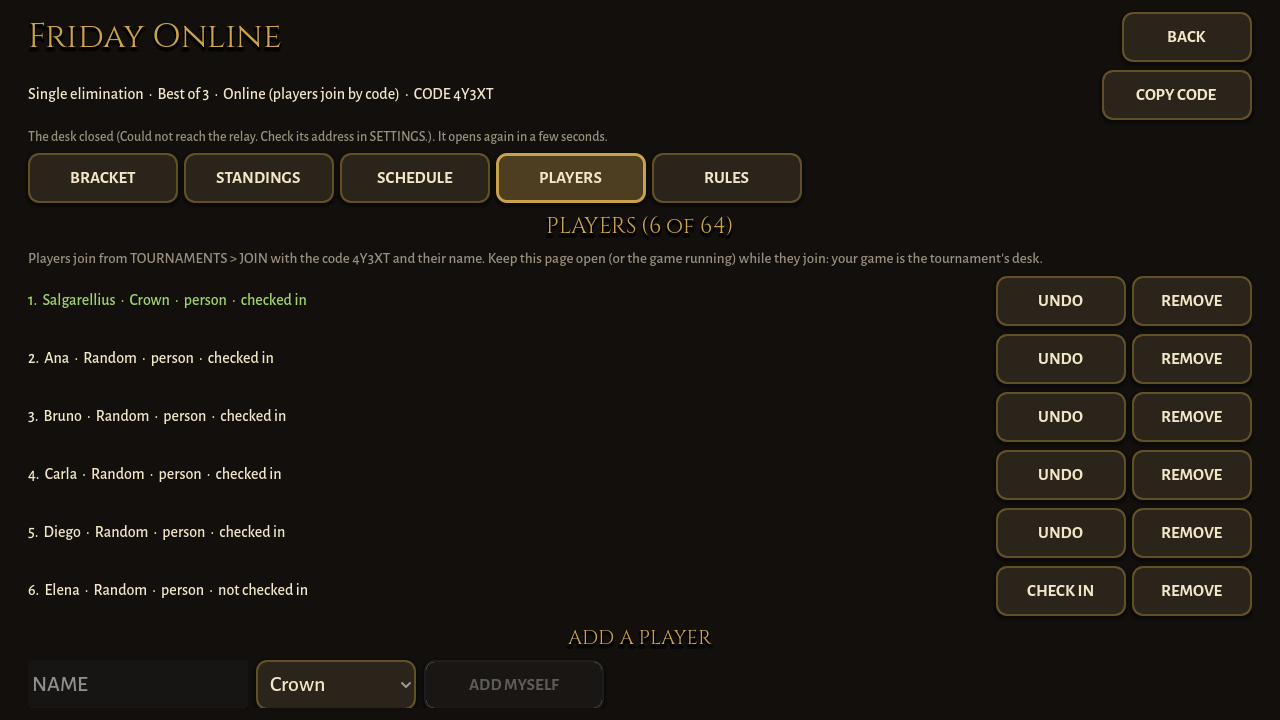 Friday Online
BACK
Single elimination · Best of 3 · Online (players join by code) · CODE 4Y3XT
COPY CODE
The desk closed (Could not reach the relay. Check its address in SETTINGS.). It opens again in a few seconds.
BRACKET STANDINGS SCHEDULE PLAYERS RULES
PLAYERS (6 OF 64)
Players join from TOURNAMENTS > JOIN with the code 4Y3XT and their name. Keep this page open (or the game running) while they join: your game is the tournament's desk.
1. Salgarellius · Crown · person · checked in UNDO REMOVE
2. Ana · Random · person · checked in UNDO REMOVE
3. Bruno · Random · person · checked in UNDO REMOVE
4. Carla · Random · person · checked in UNDO REMOVE
5. Diego · Random · person · checked in UNDO REMOVE
6. Elena · Random · person · not checked in CHECK IN REMOVE
ADD A PLAYER
NAME Crown ADD MYSELF